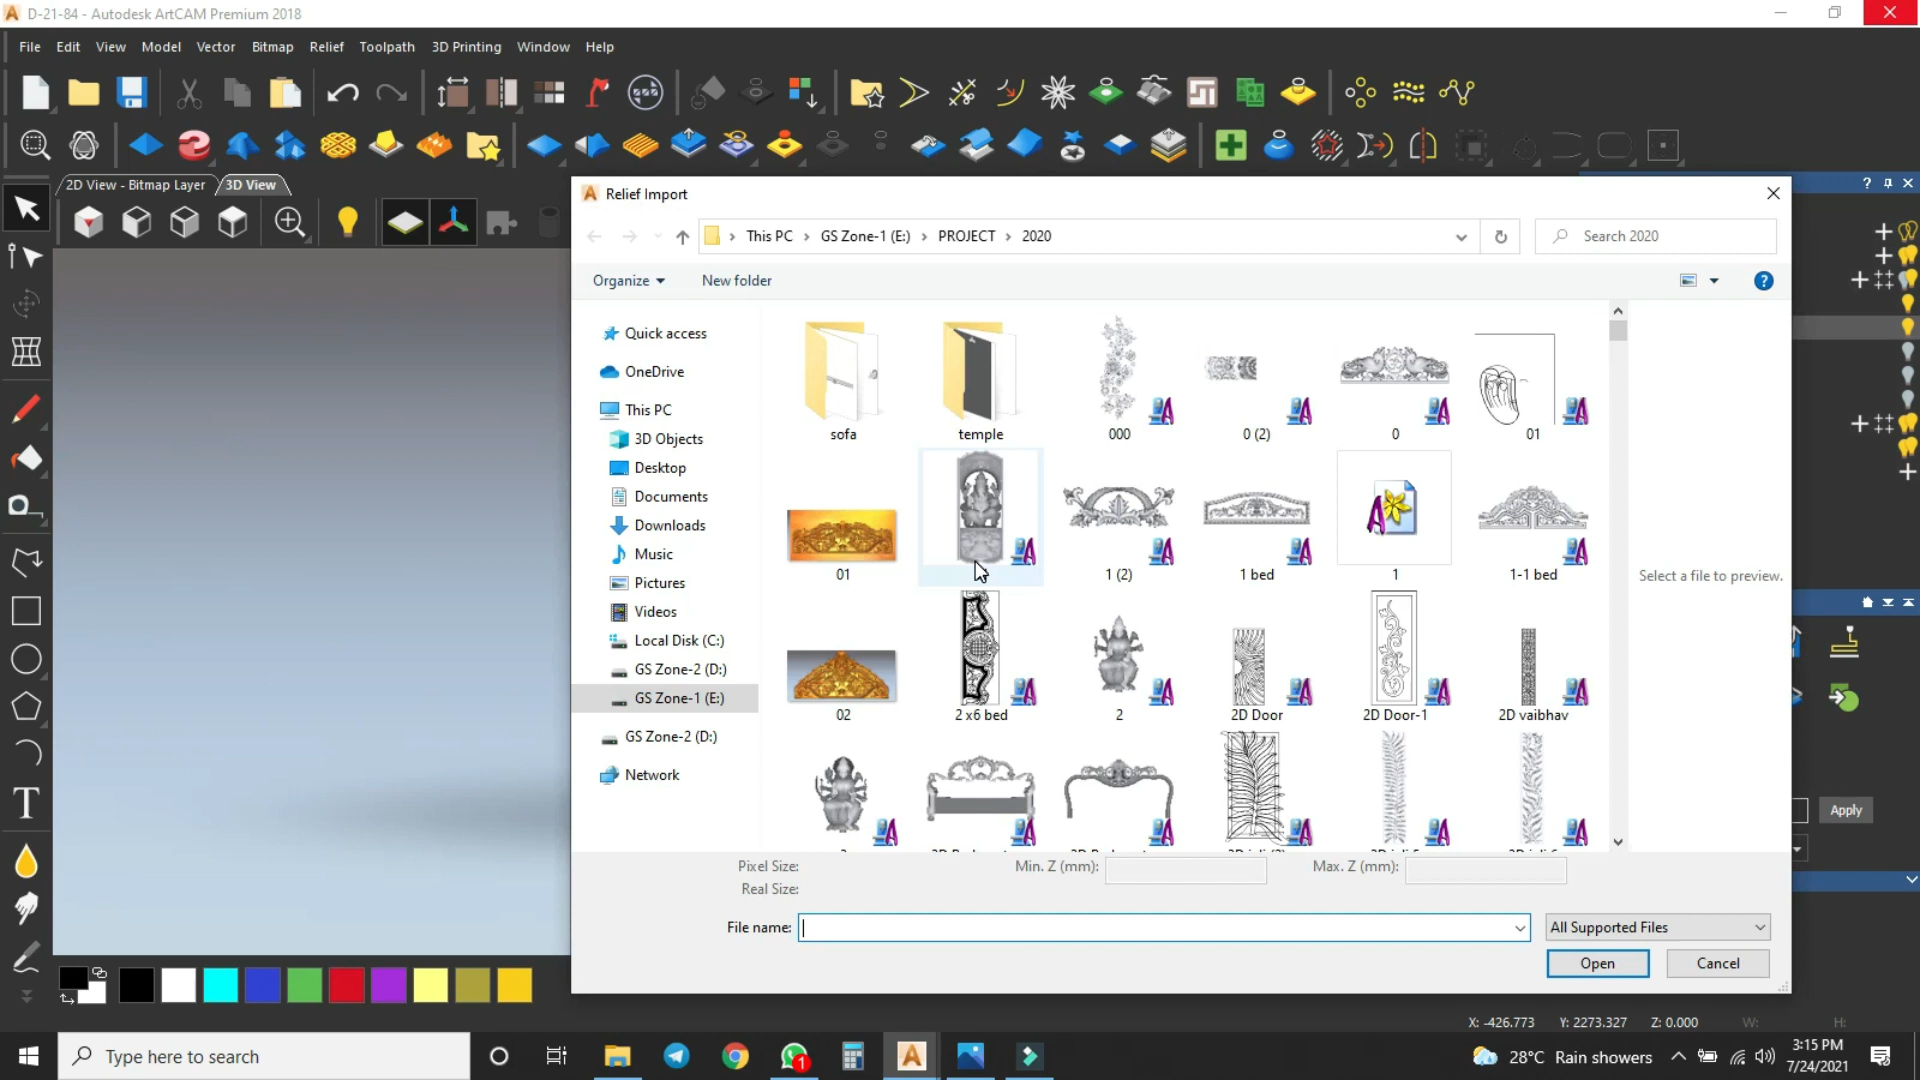 D-21-84 - Autodesk ArtCAM Premium 2018
File Edit View Model Vector Bitmap Relief Toolpath 3D Printing Window Help
2D View - Bitmap Layer
3D View
Relief Import
This PC GS Zone-1 (E:) PROJECT 2020
Search 2020
Organize
New folder
Quick access
OneDrive
This PC
3D Objects
Desktop
Documents
Downloads
Music
Pictures
Videos
Local Disk (C:)
GS Zone-2 (D:)
GS Zone-1 (E:)
GS Zone-2 (D:)
Network
sofa temple 000 0 (2) 0 01
01 1 (2) 1 bed 1 1-1 bed
02 2 x6 bed 2 2D Door 2D Door-1 2D vaibhav
Select a file to preview.
Pixel Size:
Real Size:
Min. Z (mm):
Max. Z (mm):
File name:
All Supported Files
Open
Cancel
Apply
X: -426.773 Y: 2273.327 Z: 0.000 W: H:
Type here to search
1
28°C Rain showers
3:15 PM
7/24/2021